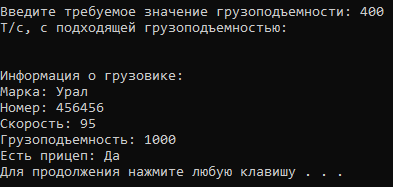 Введите требуемое значение грузоподъемности: 400
Т/с, с подходящей грузоподъемностью:
Информация о грузовике:
Марка: Урал
Номер: 456456
Скорость: 95
Грузоподъемность: 1000
Есть прицеп: Да
Для продолжения нажмите любую клавишу . . .